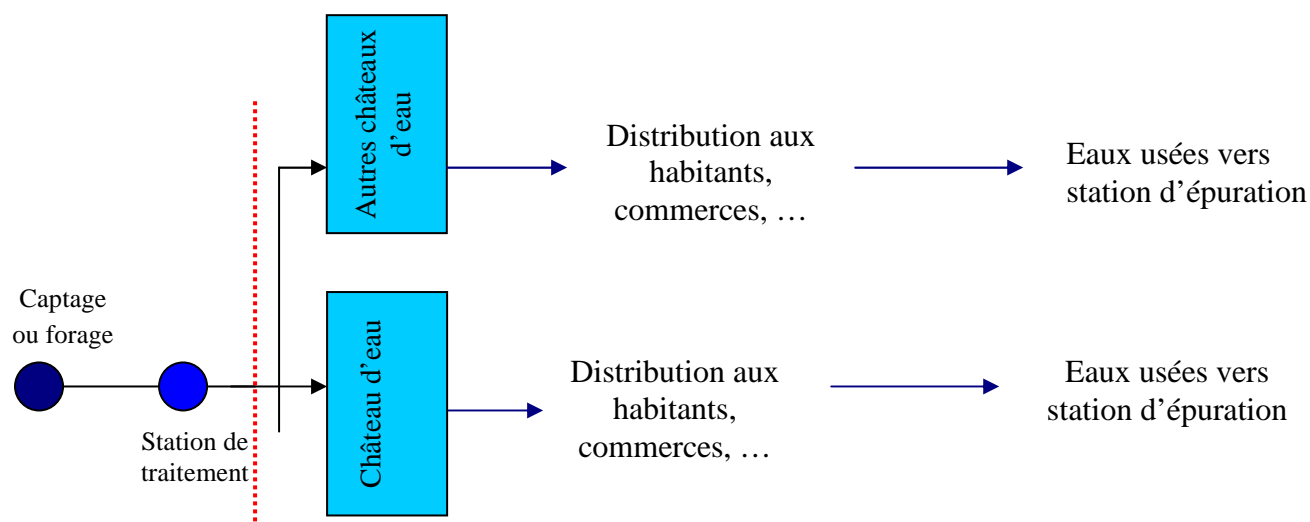 Autres châteaux
d’eau
Distribution aux
habitants,
commerces, …
Eaux usées vers
station d’épuration
Captage
ou forage
Station de
traitement
Château d’eau
Distribution aux
habitants,
commerces, …
Eaux usées vers
station d’épuration